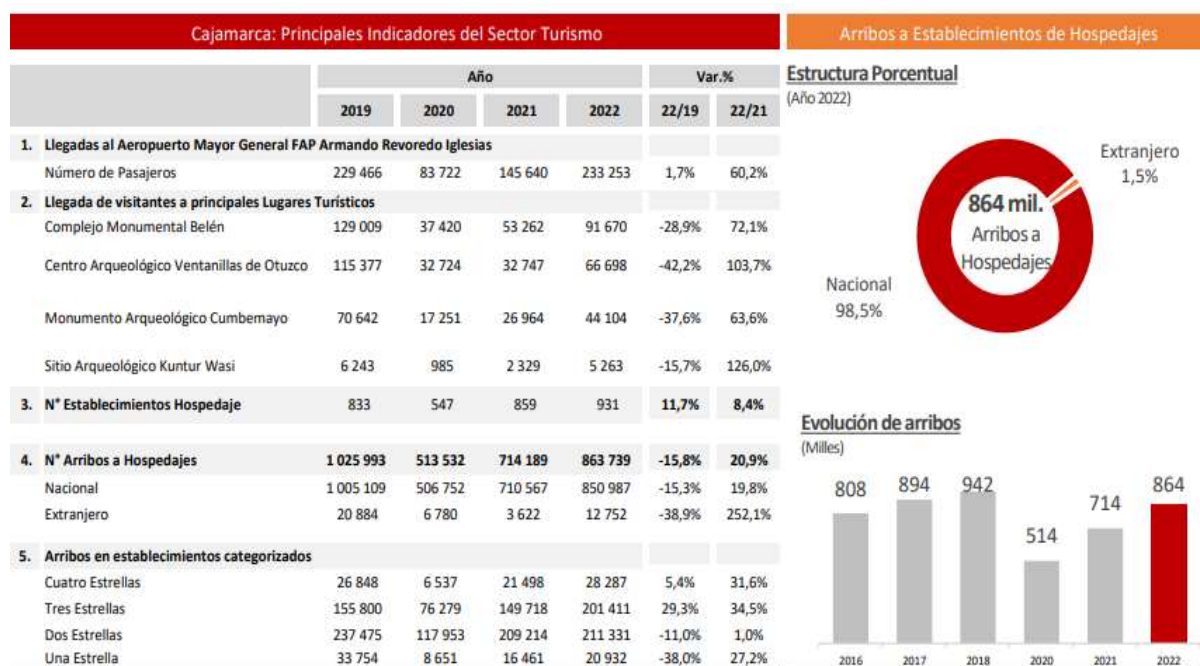 Cajamarca: Principales Indicadores del Sector Turismo
Año Var.%
2019 2020 2021 2022 22/19 22/21
1. Llegadas al Aeropuerto Mayor General FAP Armando Revoredo Iglesias
Número de Pasajeros 229 466 83 722 145 640 233 253 1,7% 60,2%
2. Llegada de visitantes a principales Lugares Turísticos
Complejo Monumental Belén 129 009 37 420 53 262 91 670 -28,9% 72,1%
Centro Arqueológico Ventanillas de Otuzco 115 377 32 724 32 747 66 698 -42,2% 103,7%
Monumento Arqueológico Cumbemayo 70 642 17 251 26 964 44 104 -37,6% 63,6%
Sitio Arqueológico Kuntur Wasi 6 243 985 2 329 5 263 -15,7% 126,0%
3. N° Establecimientos Hospedaje 833 547 859 931 11,7% 8,4%
4. N° Arribos a Hospedajes 1 025 993 513 532 714 189 863 739 -15,8% 20,9%
Nacional 1 005 109 506 752 710 567 850 987 -15,3% 19,8%
Extranjero 20 884 6 780 3 622 12 752 -38,9% 252,1%
5. Arribos en establecimientos categorizados
Cuatro Estrellas 26 848 6 537 21 498 28 287 5,4% 31,6%
Tres Estrellas 155 800 76 279 149 718 201 411 29,3% 34,5%
Dos Estrellas 237 475 117 953 209 214 211 331 -11,0% 1,0%
Una Estrella 33 754 8 651 16 461 20 932 -38,0% 27,2%
Arribos a Establecimientos de Hospedajes
Estructura Porcentual
(Año 2022)
Extranjero
1,5%
864 mil.
Arribos a
Hospedajes
Nacional
98,5%
Evolución de arribos
(Milles)
808 894 942 514 714 864
2016 2017 2018 2020 2021 2022